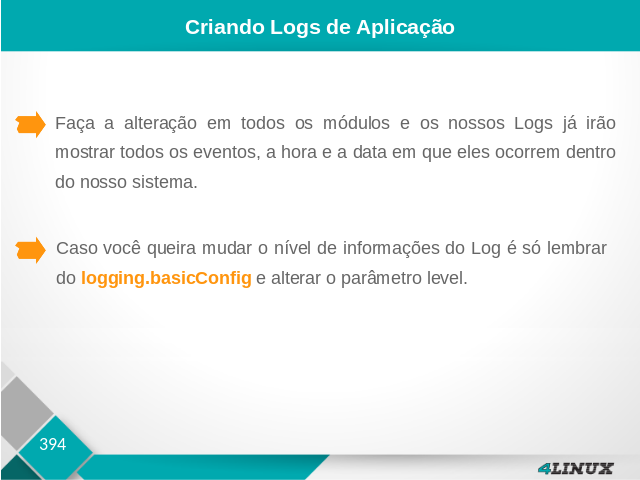 Criando Logs de Aplicação
Faça a alteração em todos os módulos e os nossos Logs já irão
mostrar todos os eventos, a hora e a data em que eles ocorrem dentro
do nosso sistema.
Caso você queira mudar o nível de informações do Log é só lembrar
do logging.basicConfig e alterar o parâmetro level.
394
4LINUX